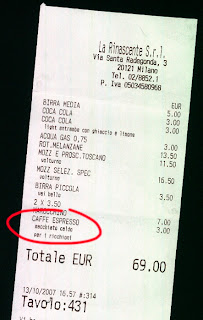 La Rinascente S.r.l.
Via Santa Radegonda, 3
20121 Milano
Tel. 02/8852.1
P. Iva 05034580968
EUR
BIRRA MEDIA 5.00
COCA COLA 3.00
COCA COLA 3.00
light entrambe con ghiaccio e limone
ACQUA GAS 0,75 3.00
ROT.MELANZANE 13.50
MOZZ E PROSC.TOSCANO 11.50
volturno
MOZZ SELEZ. SPEC 16.50
volturno
BIRRA PICCOLA
vai bello
2 X 3.50 7.00
MAROCCHINO 3.00
CAFFE ESPRESSO
macchiato caldo
per i ricchioni
Totale EUR 69.00
13/10/2007 16.57 #:314
Tavolo:431